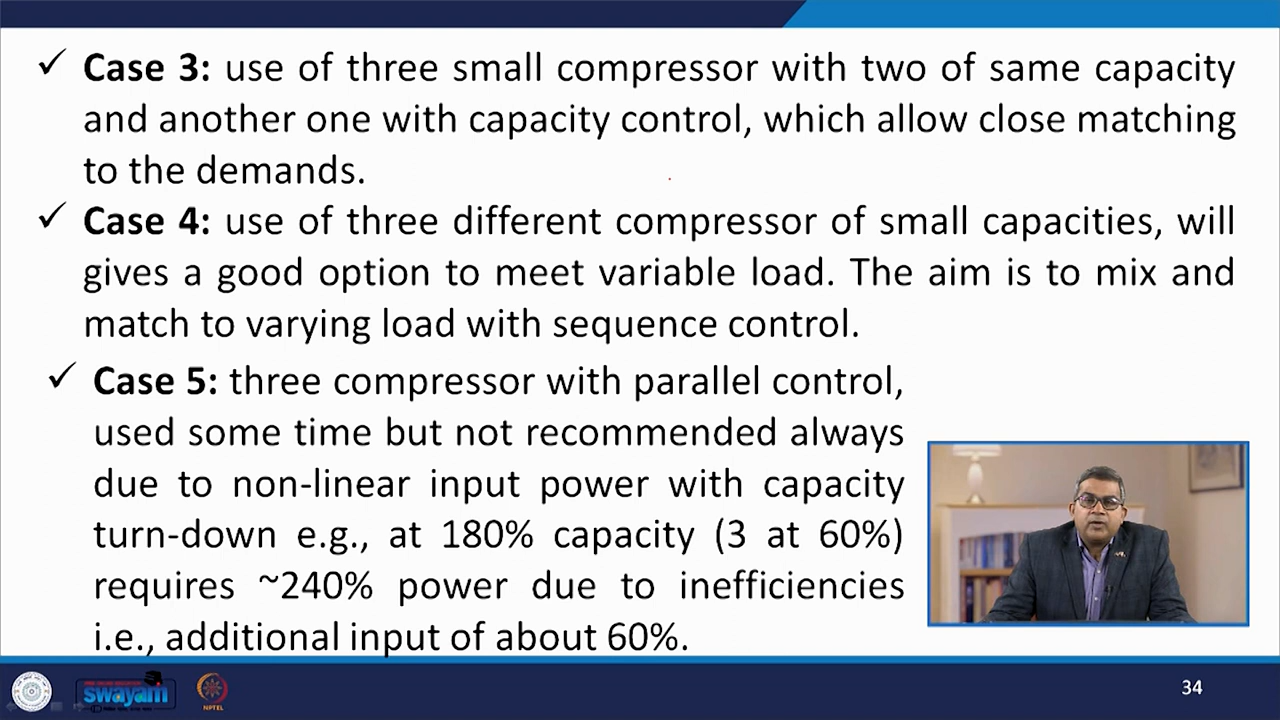 ✓ Case 3: use of three small compressor with two of same capacity
and another one with capacity control, which allow close matching
to the demands.
✓ Case 4: use of three different compressor of small capacities, will
gives a good option to meet variable load. The aim is to mix and
match to varying load with sequence control.
✓ Case 5: three compressor with parallel control,
used some time but not recommended always
due to non-linear input power with capacity
turn-down e.g., at 180% capacity (3 at 60%)
requires ~240% power due to inefficiencies
i.e., additional input of about 60%.
swayam
NPTEL
34